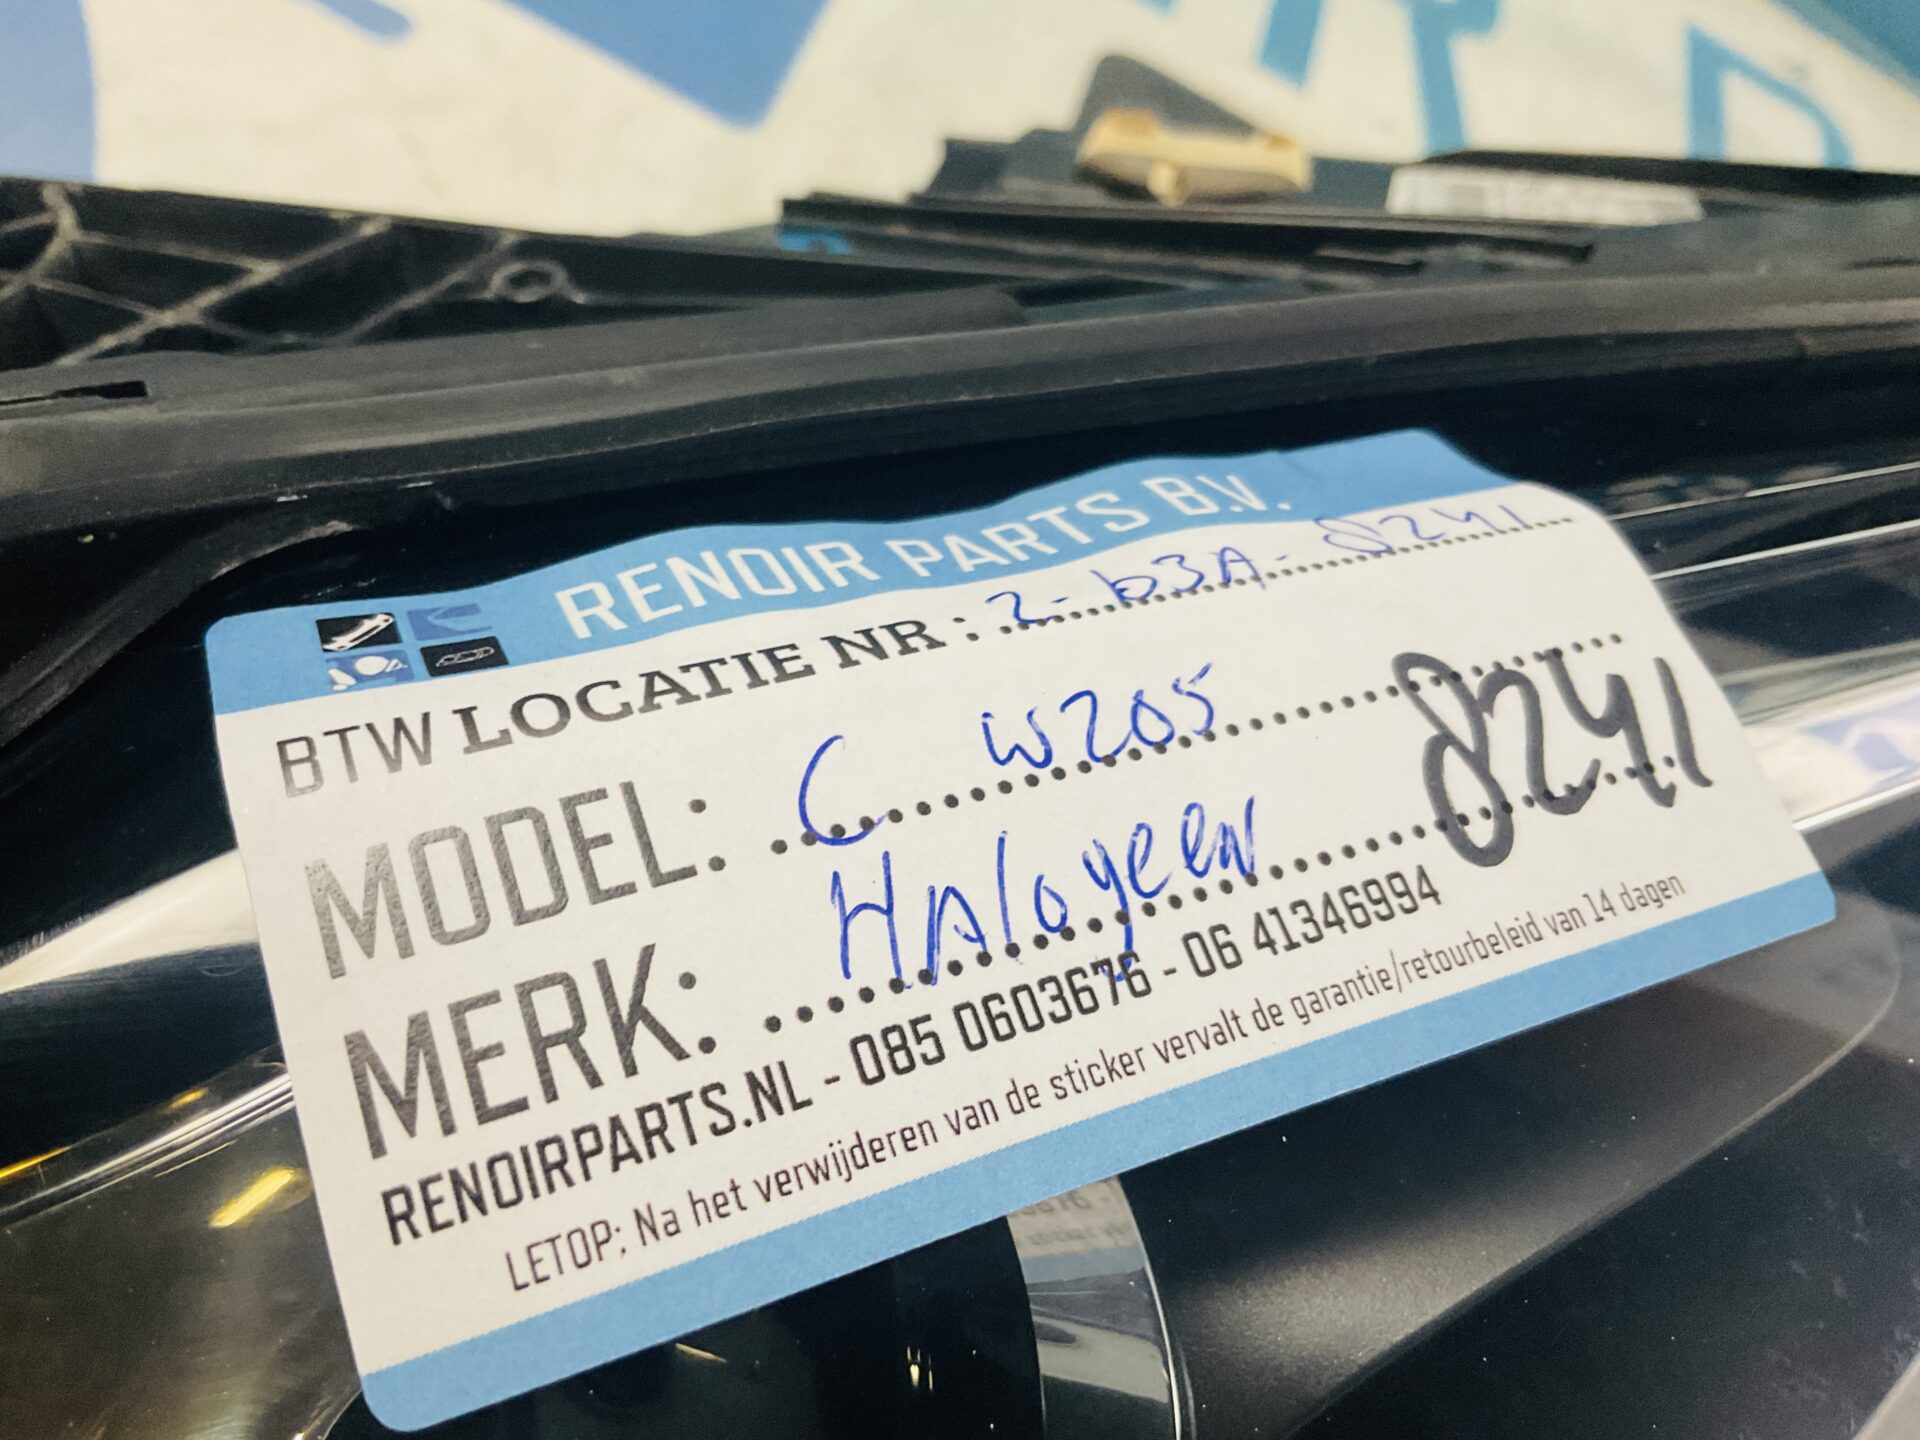 RENOIR PARTS B.V.
BTW LOCATIE NR: 2-b3A-8241
MODEL: C W205
8241
MERK: HAlogeen
RENOIRPARTS.NL - 085 0603676 - 06 41346994
LETOP; Na het verwijderen van de sticker vervalt de garantie/retourbeleid van 14 dagen